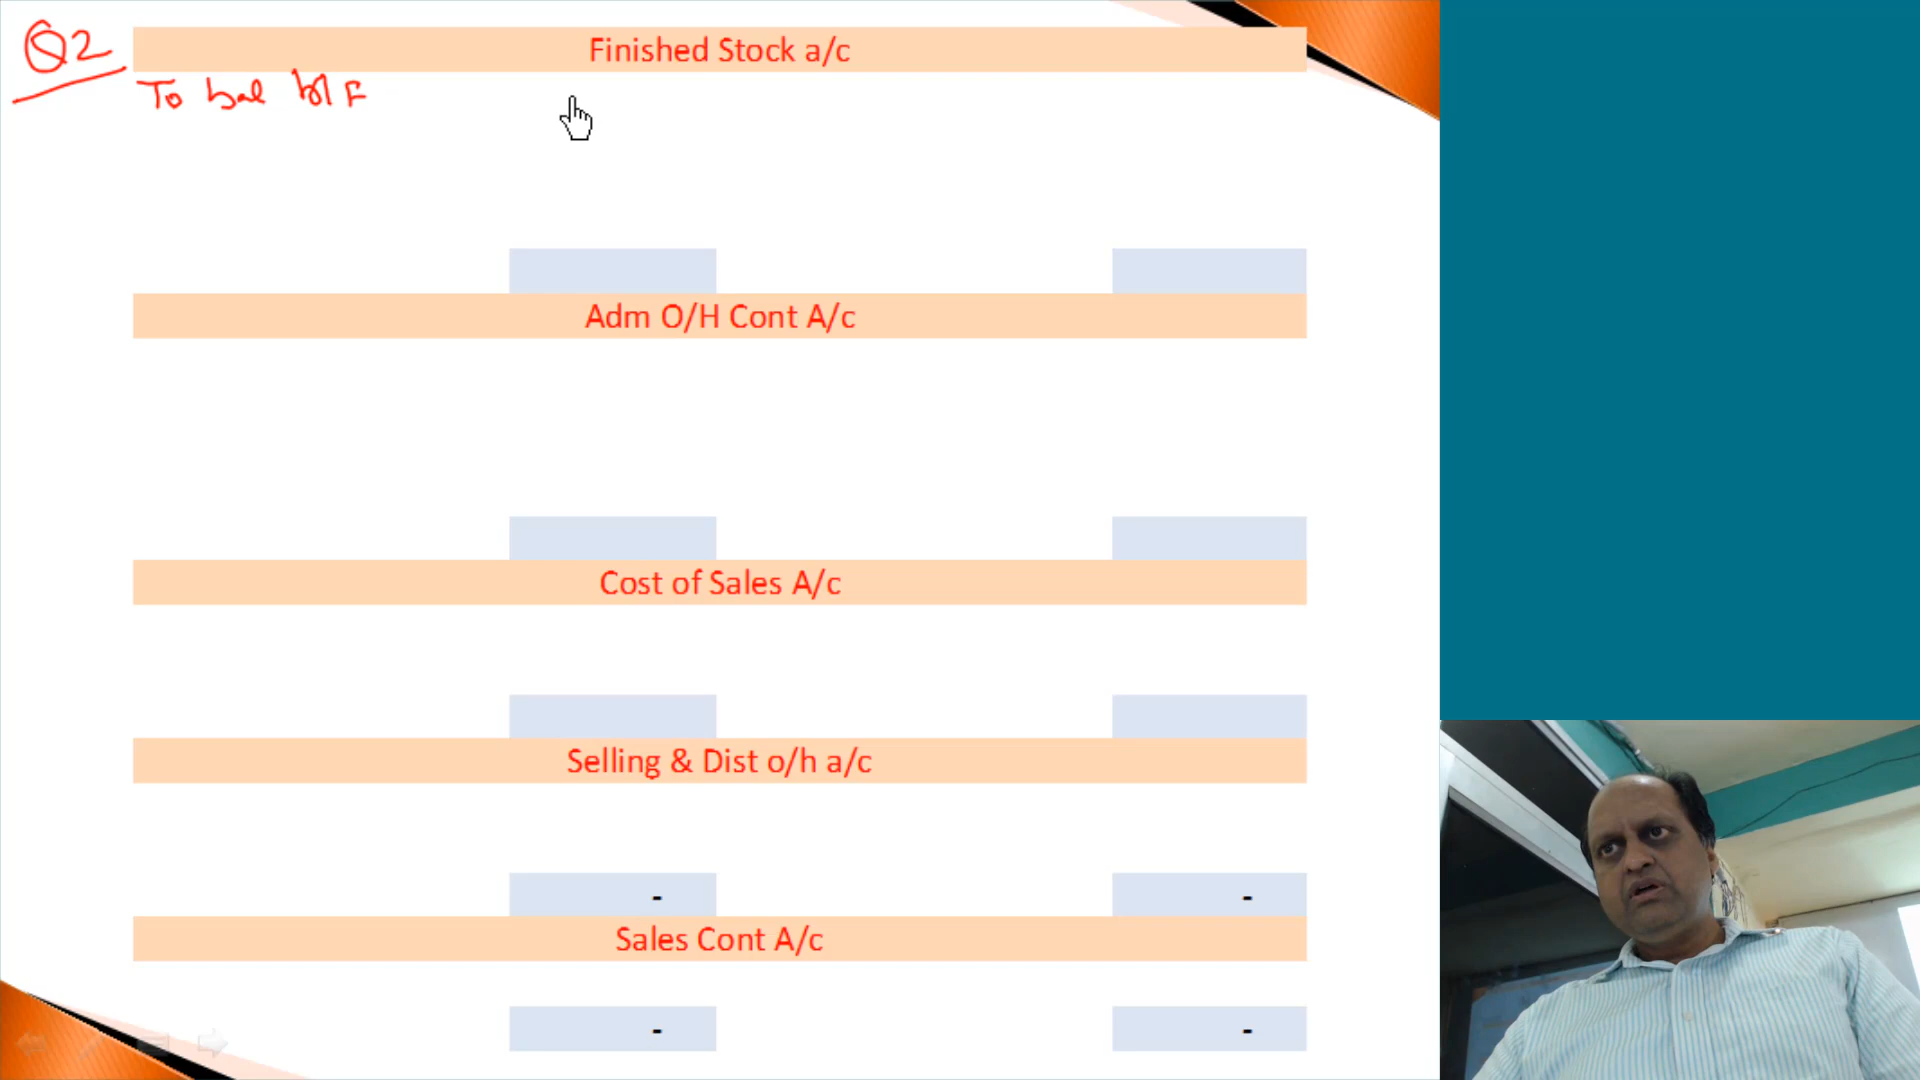 Q2
Finished Stock a/c
To bal b/F
Adm O/H Cont A/c
Cost of Sales A/c
Selling & Dist o/h a/c
- -
Sales Cont A/c
- -